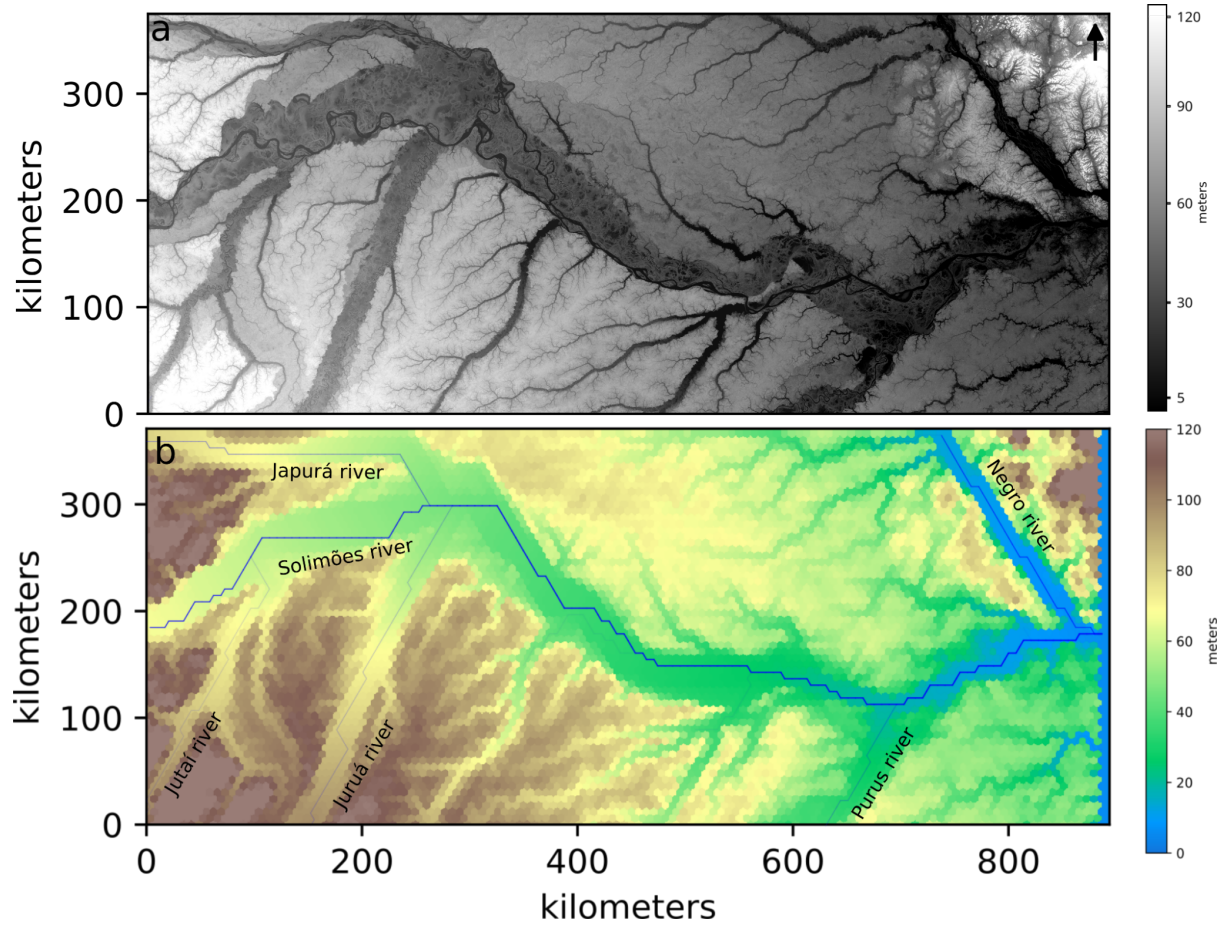 a
300
200
100
0
kilometers
120
90
60
30
5
meters
b
Japurá river
Solimões river
Jutaí river
Juruá river
Purus river
Negro river
300
200
100
0
kilometers
0
200
400
600
800
kilometers
120
100
80
60
40
20
0
meters